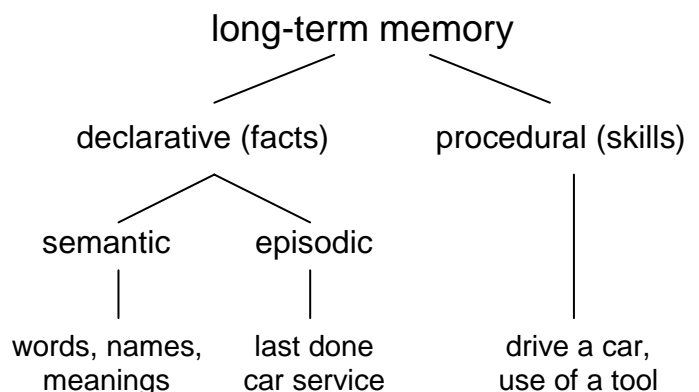 long-term memory
declarative (facts)
procedural (skills)
semantic
episodic
words, names,
meanings
last done
car service
drive a car,
use of a tool